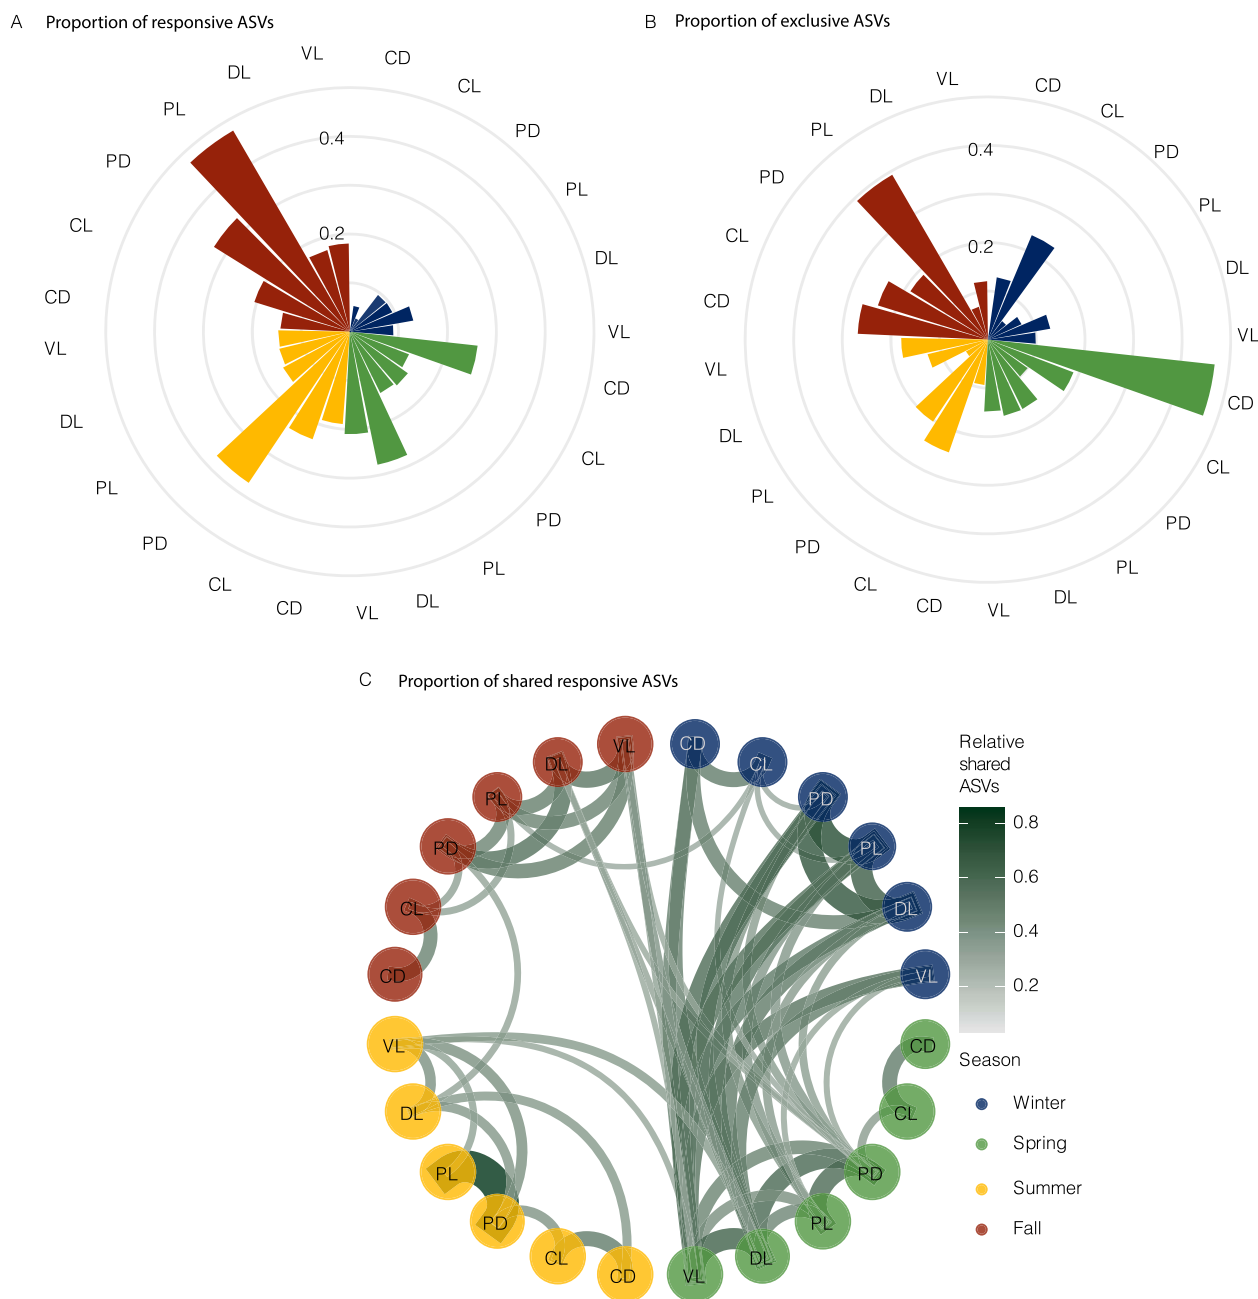 A Proportion of responsive ASVs
VL
CD
DL
CL
PL
PD
PD
PL
CL
DL
CD
VL
VL
CD
DL
CL
PL
PD
PD
PL
CL
DL
CD
VL
0.4
0.2
B Proportion of exclusive ASVs
VL
CD
DL
CL
PL
PD
PD
PL
CL
DL
CD
VL
VL
CD
DL
CL
PL
PD
PD
PL
CL
DL
CD
VL
0.4
0.2
C Proportion of shared responsive ASVs
VL
CD
DL
CL
PL
PD
PD
PL
CL
DL
CD
VL
VL
CD
DL
CL
PL
PD
PD
PL
CL
DL
CD
VL
Relative
shared
ASVs
0.8
0.6
0.4
0.2
Season
Winter
Spring
Summer
Fall